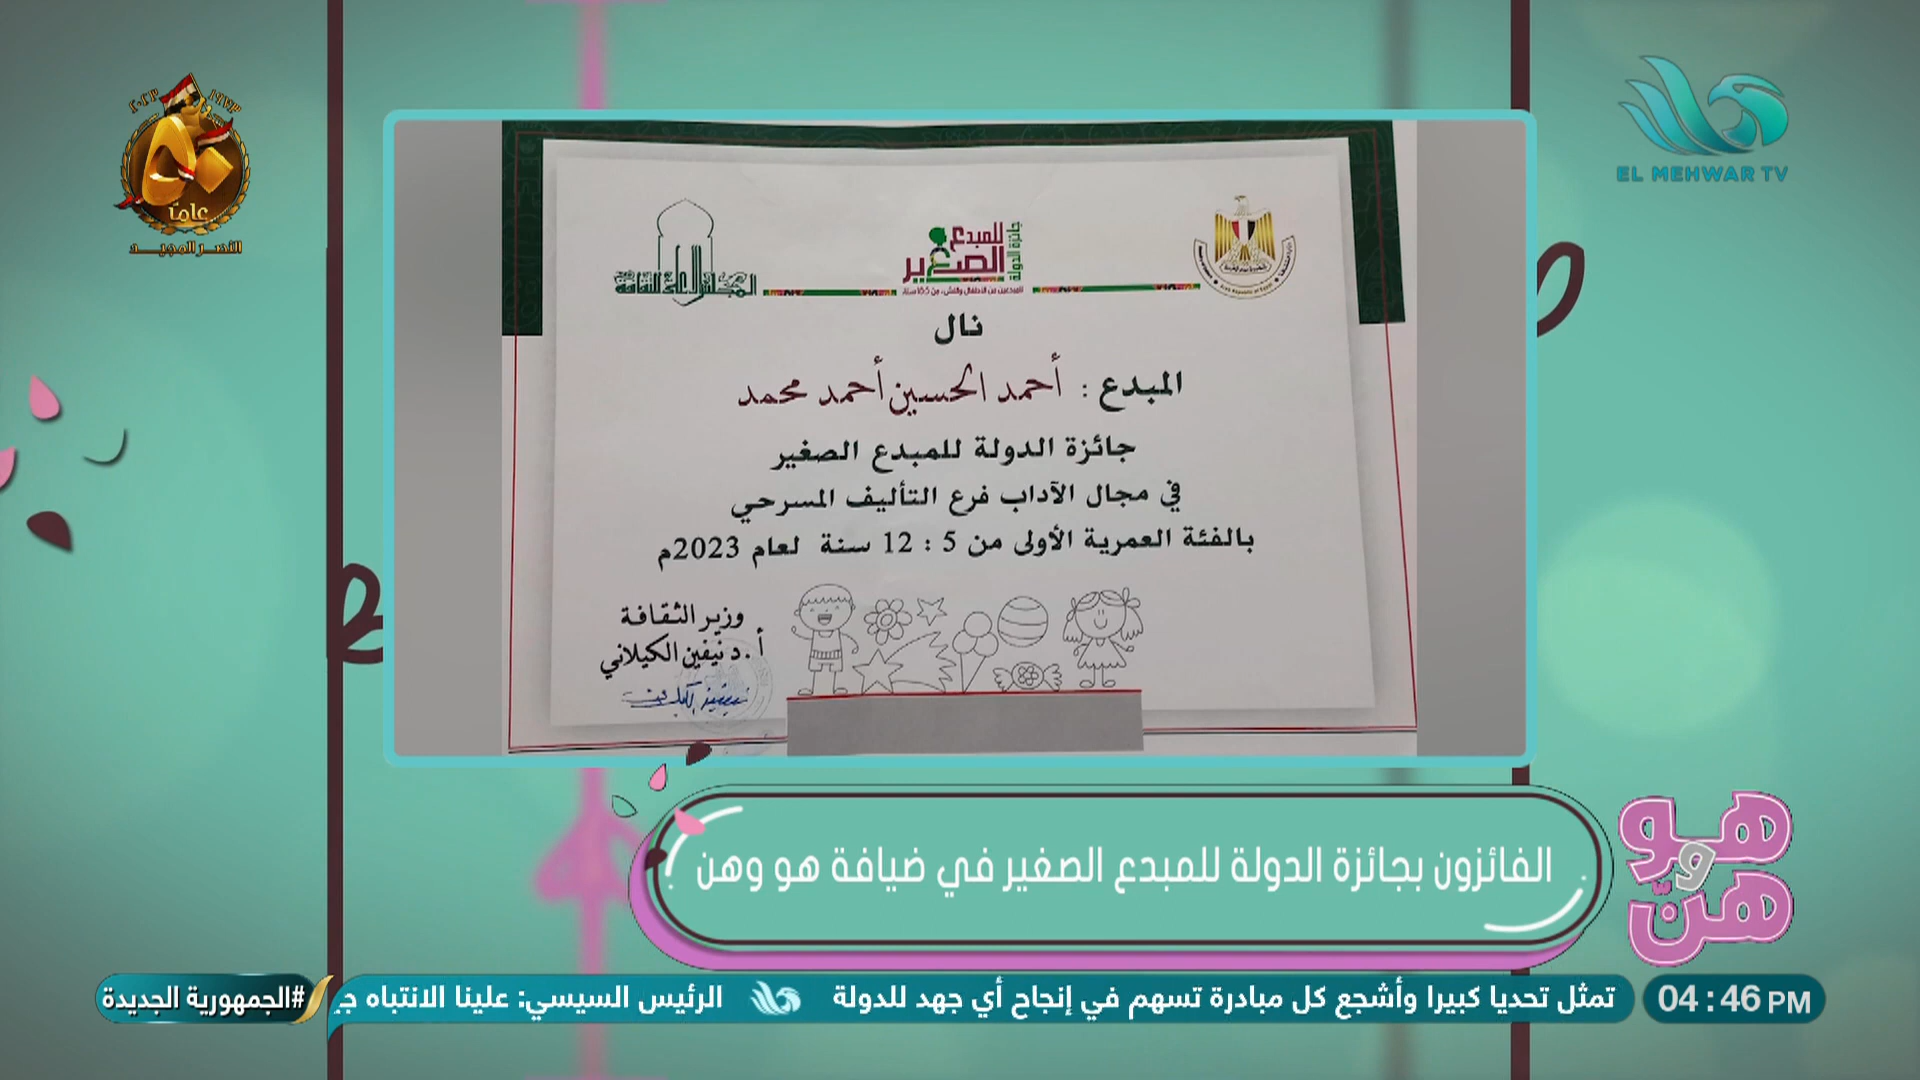 ١٩٧٣
٢٠٢٣
٥٠
عاما
النصر المجيد
EL MEHWAR TV
المجلس الأعلى للثقافة
جائزة الدولة
للمبدع
الصغير
نال
المبدع : أحمد الحسين أحمد محمد
جائزة الدولة للمبدع الصغير
في مجال الآداب فرع التأليف المسرحي
بالفئة العمرية الأولى من 5 : 12 سنة لعام 2023م
وزير الثقافة
أ.د نيفين الكيلاني
الفائزون بجائزة الدولة للمبدع الصغير في ضيافة هو وهن
هو
و
هنّ
04:46 PM
تمثل تحديا كبيرا وأشجع كل مبادرة تسهم في إنجاح أي جهد للدولة
الرئيس السيسي: علينا الانتباه
#الجمهورية الجديدة